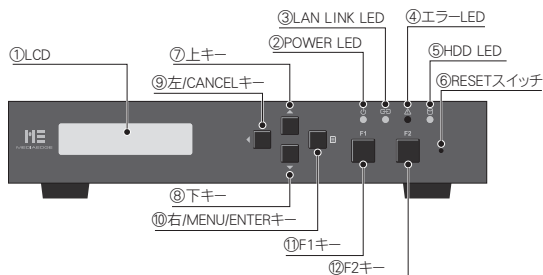 ③LAN LINK LED
④エラーLED
②POWER LED
⑤HDD LED
①LCD
⑦上キー
⑥RESETスイッチ
⑨左/CANCELキー
F1
F2
⑧下キー
⑩右/MENU/ENTERキー
⑪F1キー
⑫F2キー